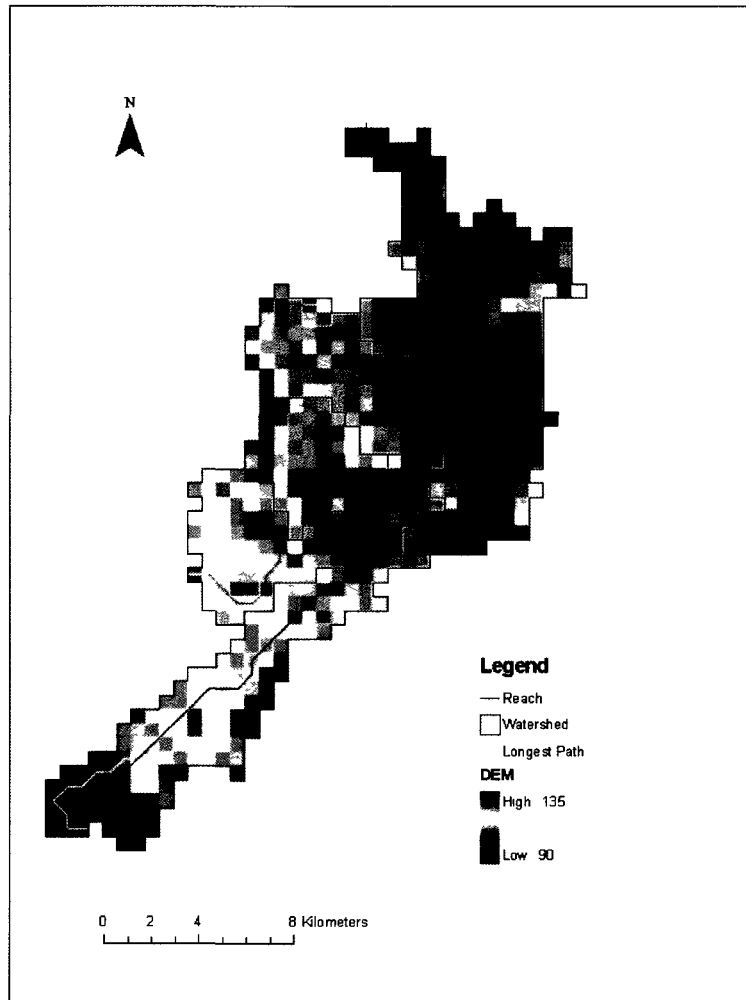 N
Legend
Reach
Watershed
Longest Path
DEM
High 135
Low 90
0 2 4 8 Kilometers